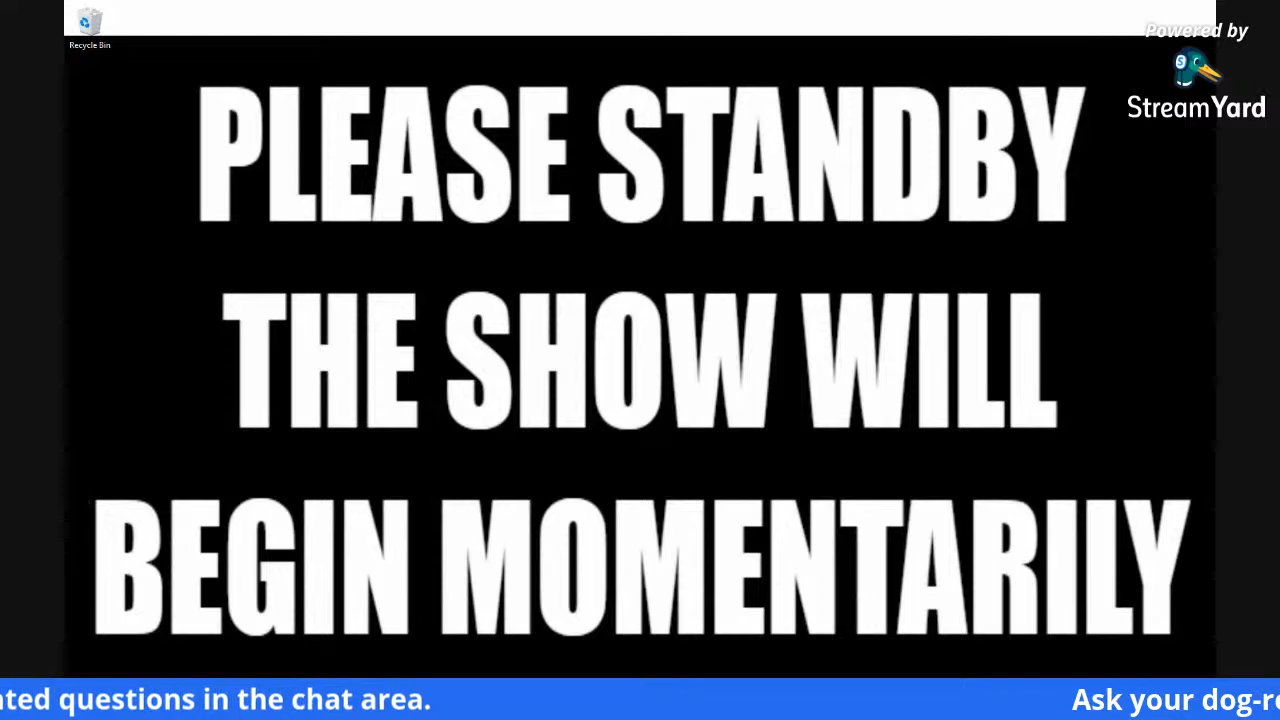 Recycle Bin
Powered by
StreamYard
PLEASE STANDBY
THE SHOW WILL
BEGIN MOMENTARILY
questions in the chat area.
Ask your